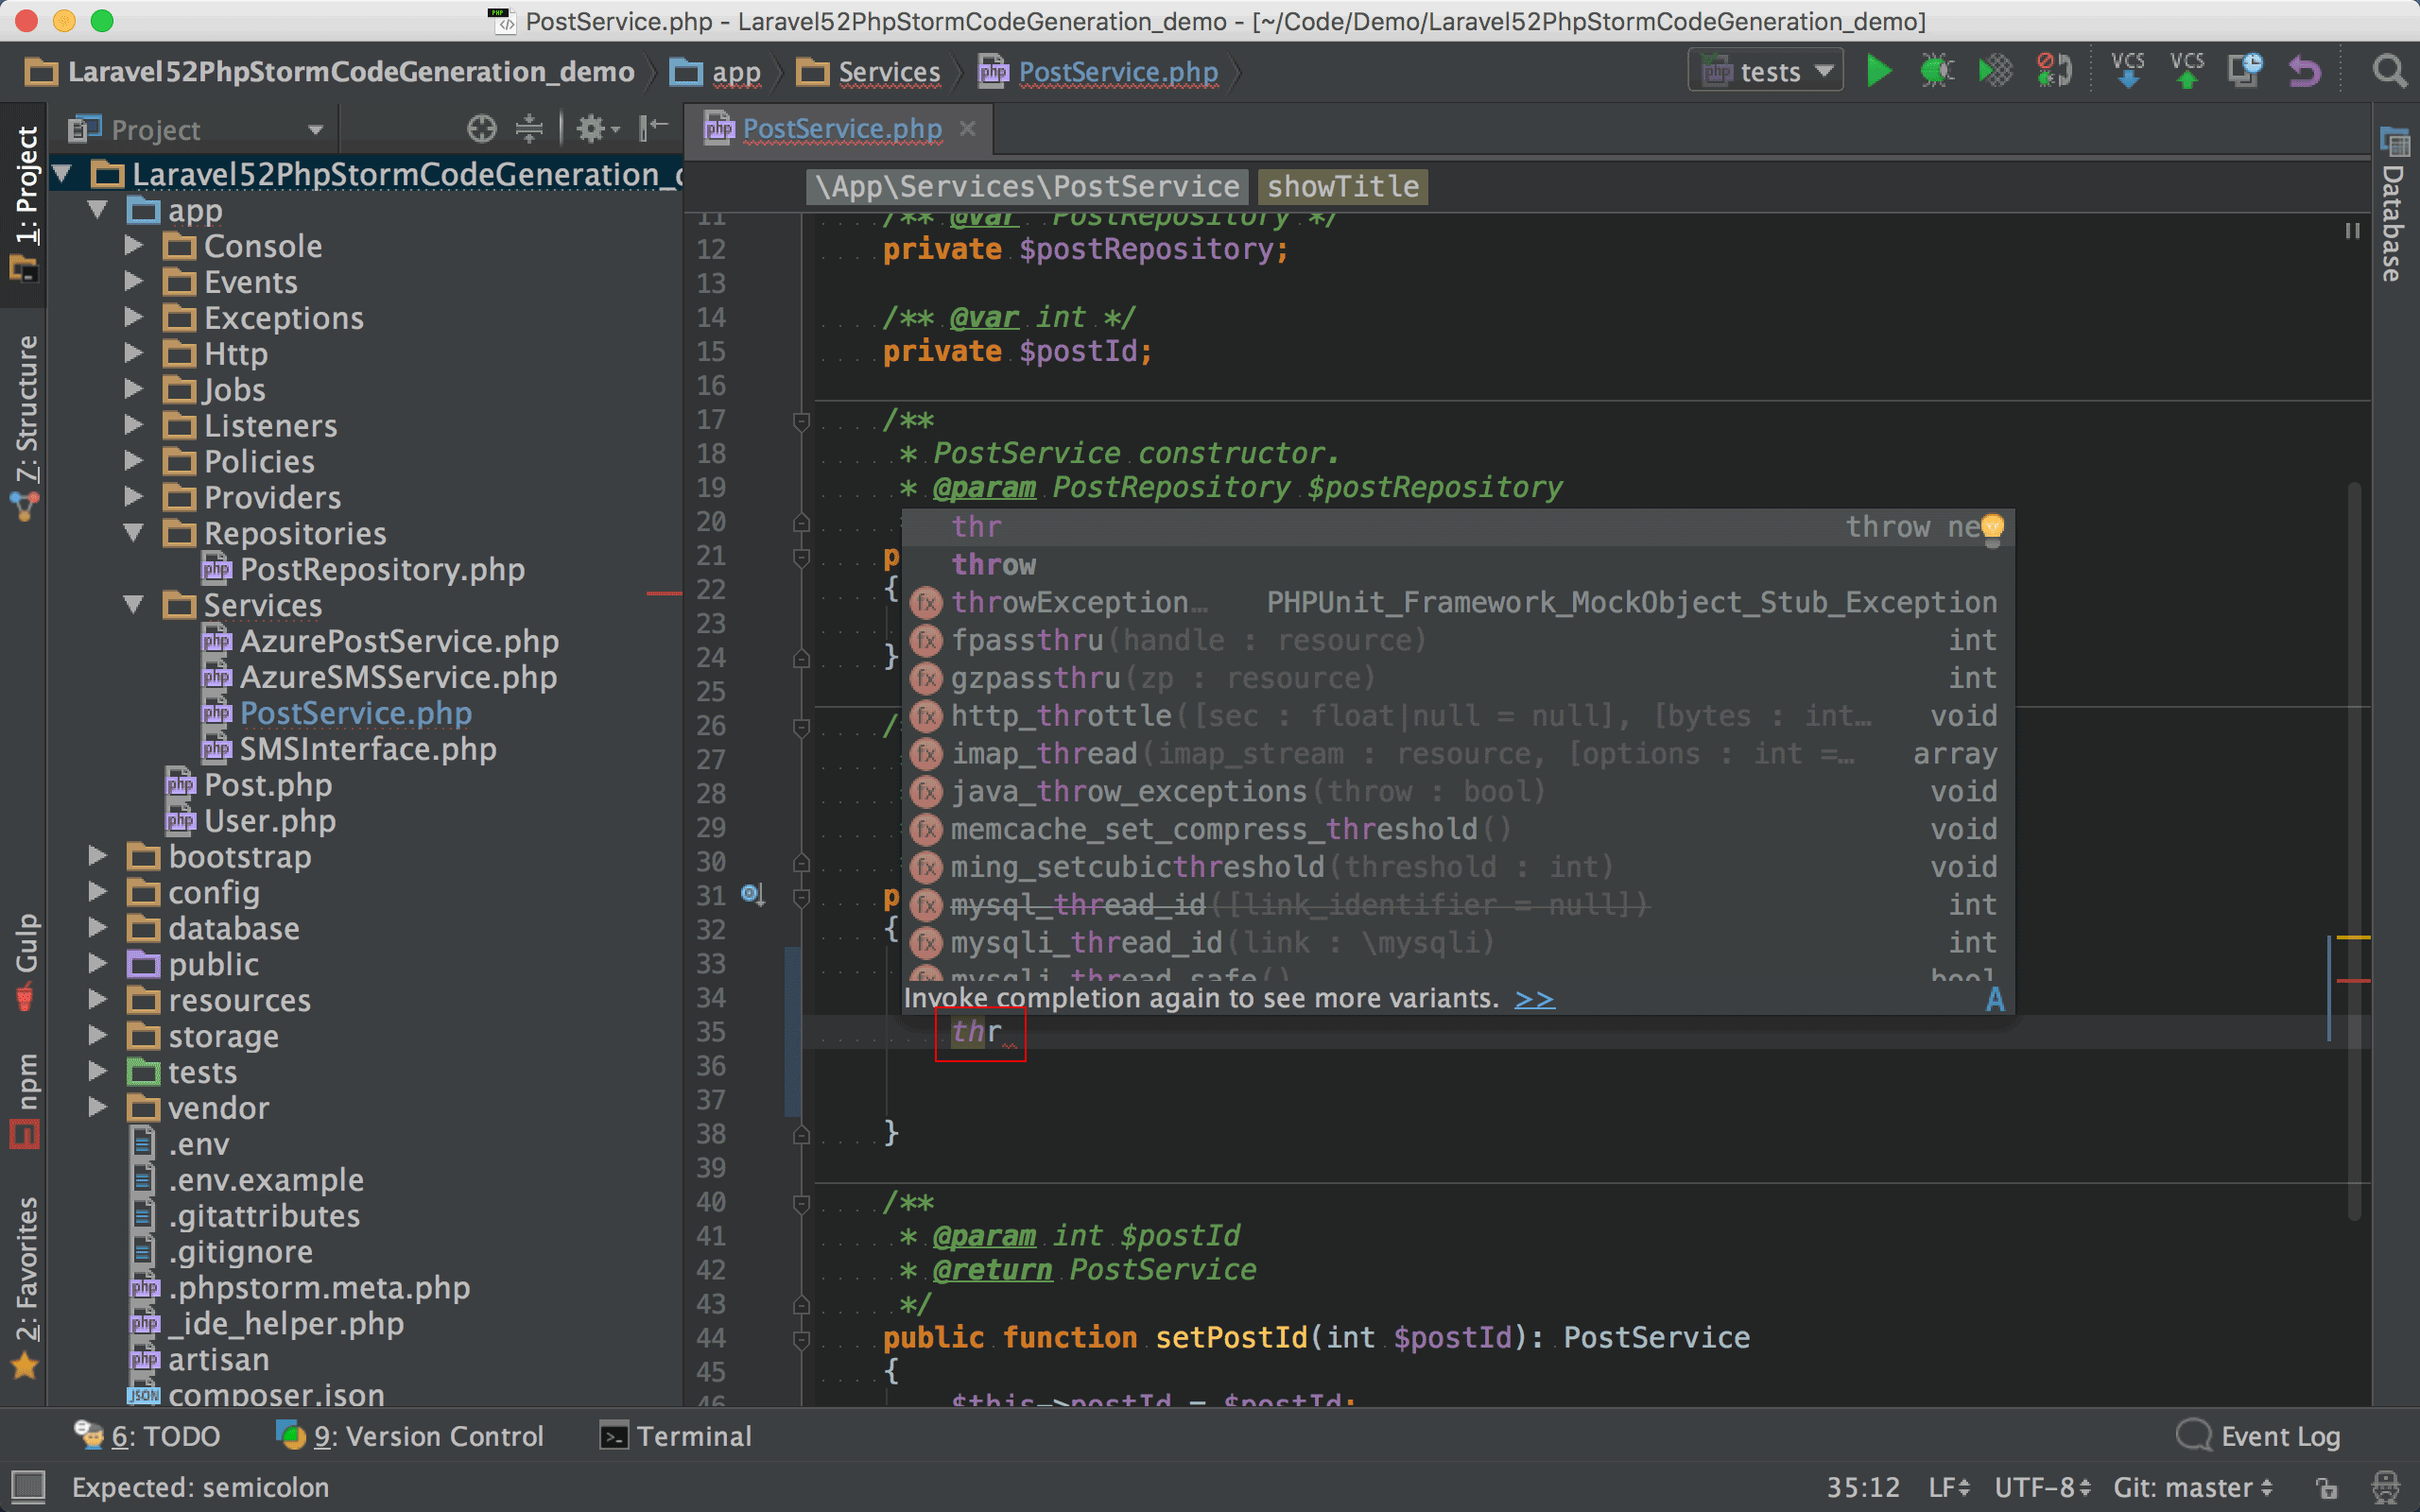 PostService.php - Laravel52PhpStormCodeGeneration_demo - [~/Code/Demo/Laravel52PhpStormCodeGeneration_demo]
Laravel52PhpStormCodeGeneration_demo app Services PostService.php tests VCS VCS
1: Project
7: Structure
Gulp
npm
2: Favorites
Project
Laravel52PhpStormCodeGeneration_
app
Console
Events
Exceptions
Http
Jobs
Listeners
Policies
Providers
Repositories
PostRepository.php
Services
AzurePostService.php
AzureSMSService.php
PostService.php
SMSInterface.php
Post.php
User.php
bootstrap
config
database
public
resources
storage
tests
vendor
.env
.env.example
.gitattributes
.gitignore
.phpstorm.meta.php
_ide_helper.php
artisan
composer.json
PostService.php
\App\Services\PostService showTitle
11 /** @var PostRepository */
12 private $postRepository;
13
14 /** @var int */
15 private $postId;
16
17 /**
18 * PostService constructor.
19 * @param PostRepository $postRepository
20
21 p
22 {
23
24 }
25
26 /
27
28
29
30
31 p
32 {
33
34
35 thr
36
37
38 }
39
40 /**
41 * @param int $postId
42 * @return PostService
43 */
44 public function setPostId(int $postId): PostService
45 {
46 $this->postId = $postId;
thr throw ne
throw
throwException… PHPUnit_Framework_MockObject_Stub_Exception
fpassthru(handle : resource) int
gzpassthru(zp : resource) int
http_throttle([sec : float|null = null], [bytes : int… void
imap_thread(imap_stream : resource, [options : int =… array
java_throw_exceptions(throw : bool) void
memcache_set_compress_threshold() void
ming_setcubicthreshold(threshold : int) void
mysql_thread_id([link_identifier = null]) int
mysqli_thread_id(link : \mysqli) int
mysqli_thread_safe() bool
Invoke completion again to see more variants. >>
Database
6: TODO 9: Version Control Terminal Event Log
Expected: semicolon 35:12 LF UTF-8 Git: master